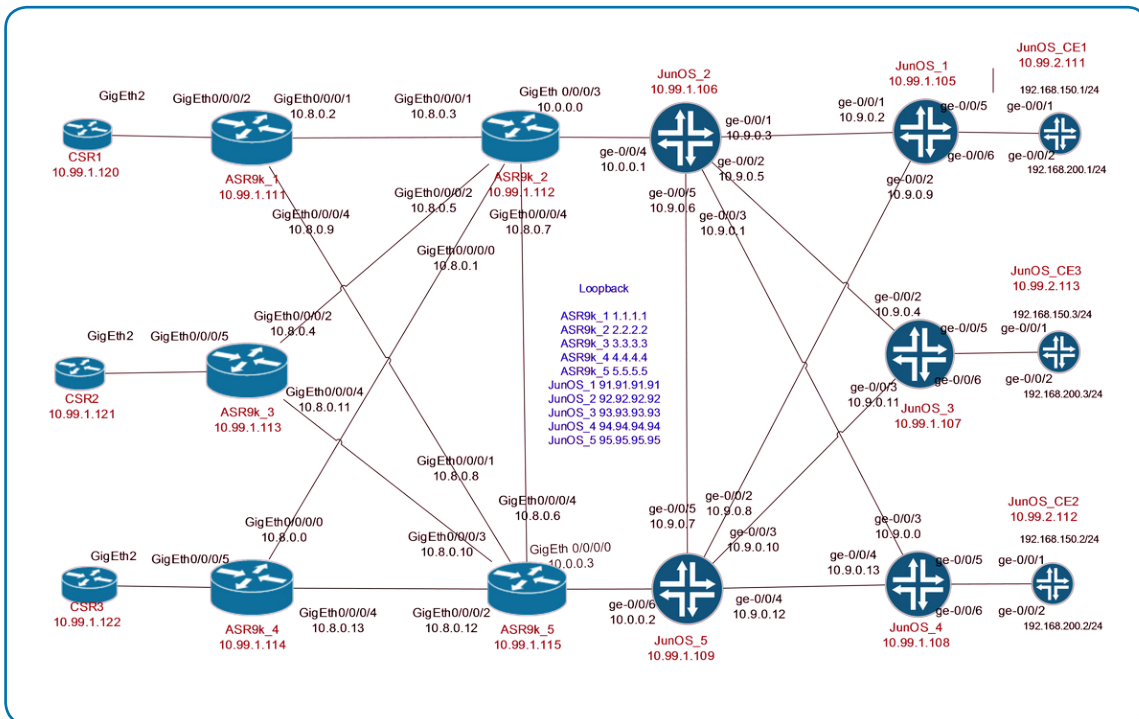 JunOS_CE1
10.99.2.111
JunOS_2
10.99.1.106
JunOS_1
10.99.1.105
192.168.150.1/24
GigEth2
GigEth0/0/0/2
GigEth0/0/0/1
10.8.0.2
GigEth0/0/0/1
10.8.0.3
GigEth 0/0/0/3
10.0.0.0
ge-0/0/1
10.9.0.3
ge-0/0/1
10.9.0.2
ge-0/0/5
ge-0/0/1
CSR1
10.99.1.120
ASR9k_1
10.99.1.111
ASR9k_2
10.99.1.112
ge-0/0/4
10.0.0.1
ge-0/0/2
10.9.0.5
ge-0/0/6
ge-0/0/2
192.168.200.1/24
GigEth0/0/0/4
10.8.0.9
GigEth0/0/0/2
10.8.0.5
GigEth0/0/0/0
10.8.0.1
GigEth0/0/0/4
10.8.0.7
ge-0/0/5
10.9.0.6
ge-0/0/3
10.9.0.1
ge-0/0/2
10.9.0.9
Loopback
ASR9k_1 1.1.1.1
ASR9k_2 2.2.2.2
ASR9k_3 3.3.3.3
ASR9k_4 4.4.4.4
ASR9k_5 5.5.5.5
JunOS_1 91.91.91.91
JunOS_2 92.92.92.92
JunOS_3 93.93.93.93
JunOS_4 94.94.94.94
JunOS_5 95.95.95.95
JunOS_CE3
10.99.2.113
192.168.150.3/24
GigEth2
GigEth0/0/0/5
GigEth0/0/0/2
10.8.0.4
ge-0/0/2
10.9.0.4
ge-0/0/5
ge-0/0/1
CSR2
10.99.1.121
ASR9k_3
10.99.1.113
GigEth0/0/0/4
10.8.0.11
ge-0/0/3
10.9.0.11
ge-0/0/6
ge-0/0/2
192.168.200.3/24
JunOS_3
10.99.1.107
GigEth0/0/0/1
10.8.0.8
GigEth0/0/0/4
10.8.0.6
ge-0/0/5
10.9.0.7
ge-0/0/2
10.9.0.8
JunOS_CE2
10.99.2.112
192.168.150.2/24
GigEth2
GigEth0/0/0/5
GigEth0/0/0/0
10.8.0.0
GigEth0/0/0/3
10.8.0.10
GigEth 0/0/0/0
10.0.0.3
ge-0/0/3
10.9.0.10
ge-0/0/3
10.9.0.0
ge-0/0/4
10.9.0.13
ge-0/0/5
ge-0/0/1
CSR3
10.99.1.122
ASR9k_4
10.99.1.114
GigEth0/0/0/4
10.8.0.13
GigEth0/0/0/2
10.8.0.12
ASR9k_5
10.99.1.115
ge-0/0/6
10.0.0.2
ge-0/0/4
10.9.0.12
ge-0/0/6
ge-0/0/2
192.168.200.2/24
JunOS_5
10.99.1.109
JunOS_4
10.99.1.108